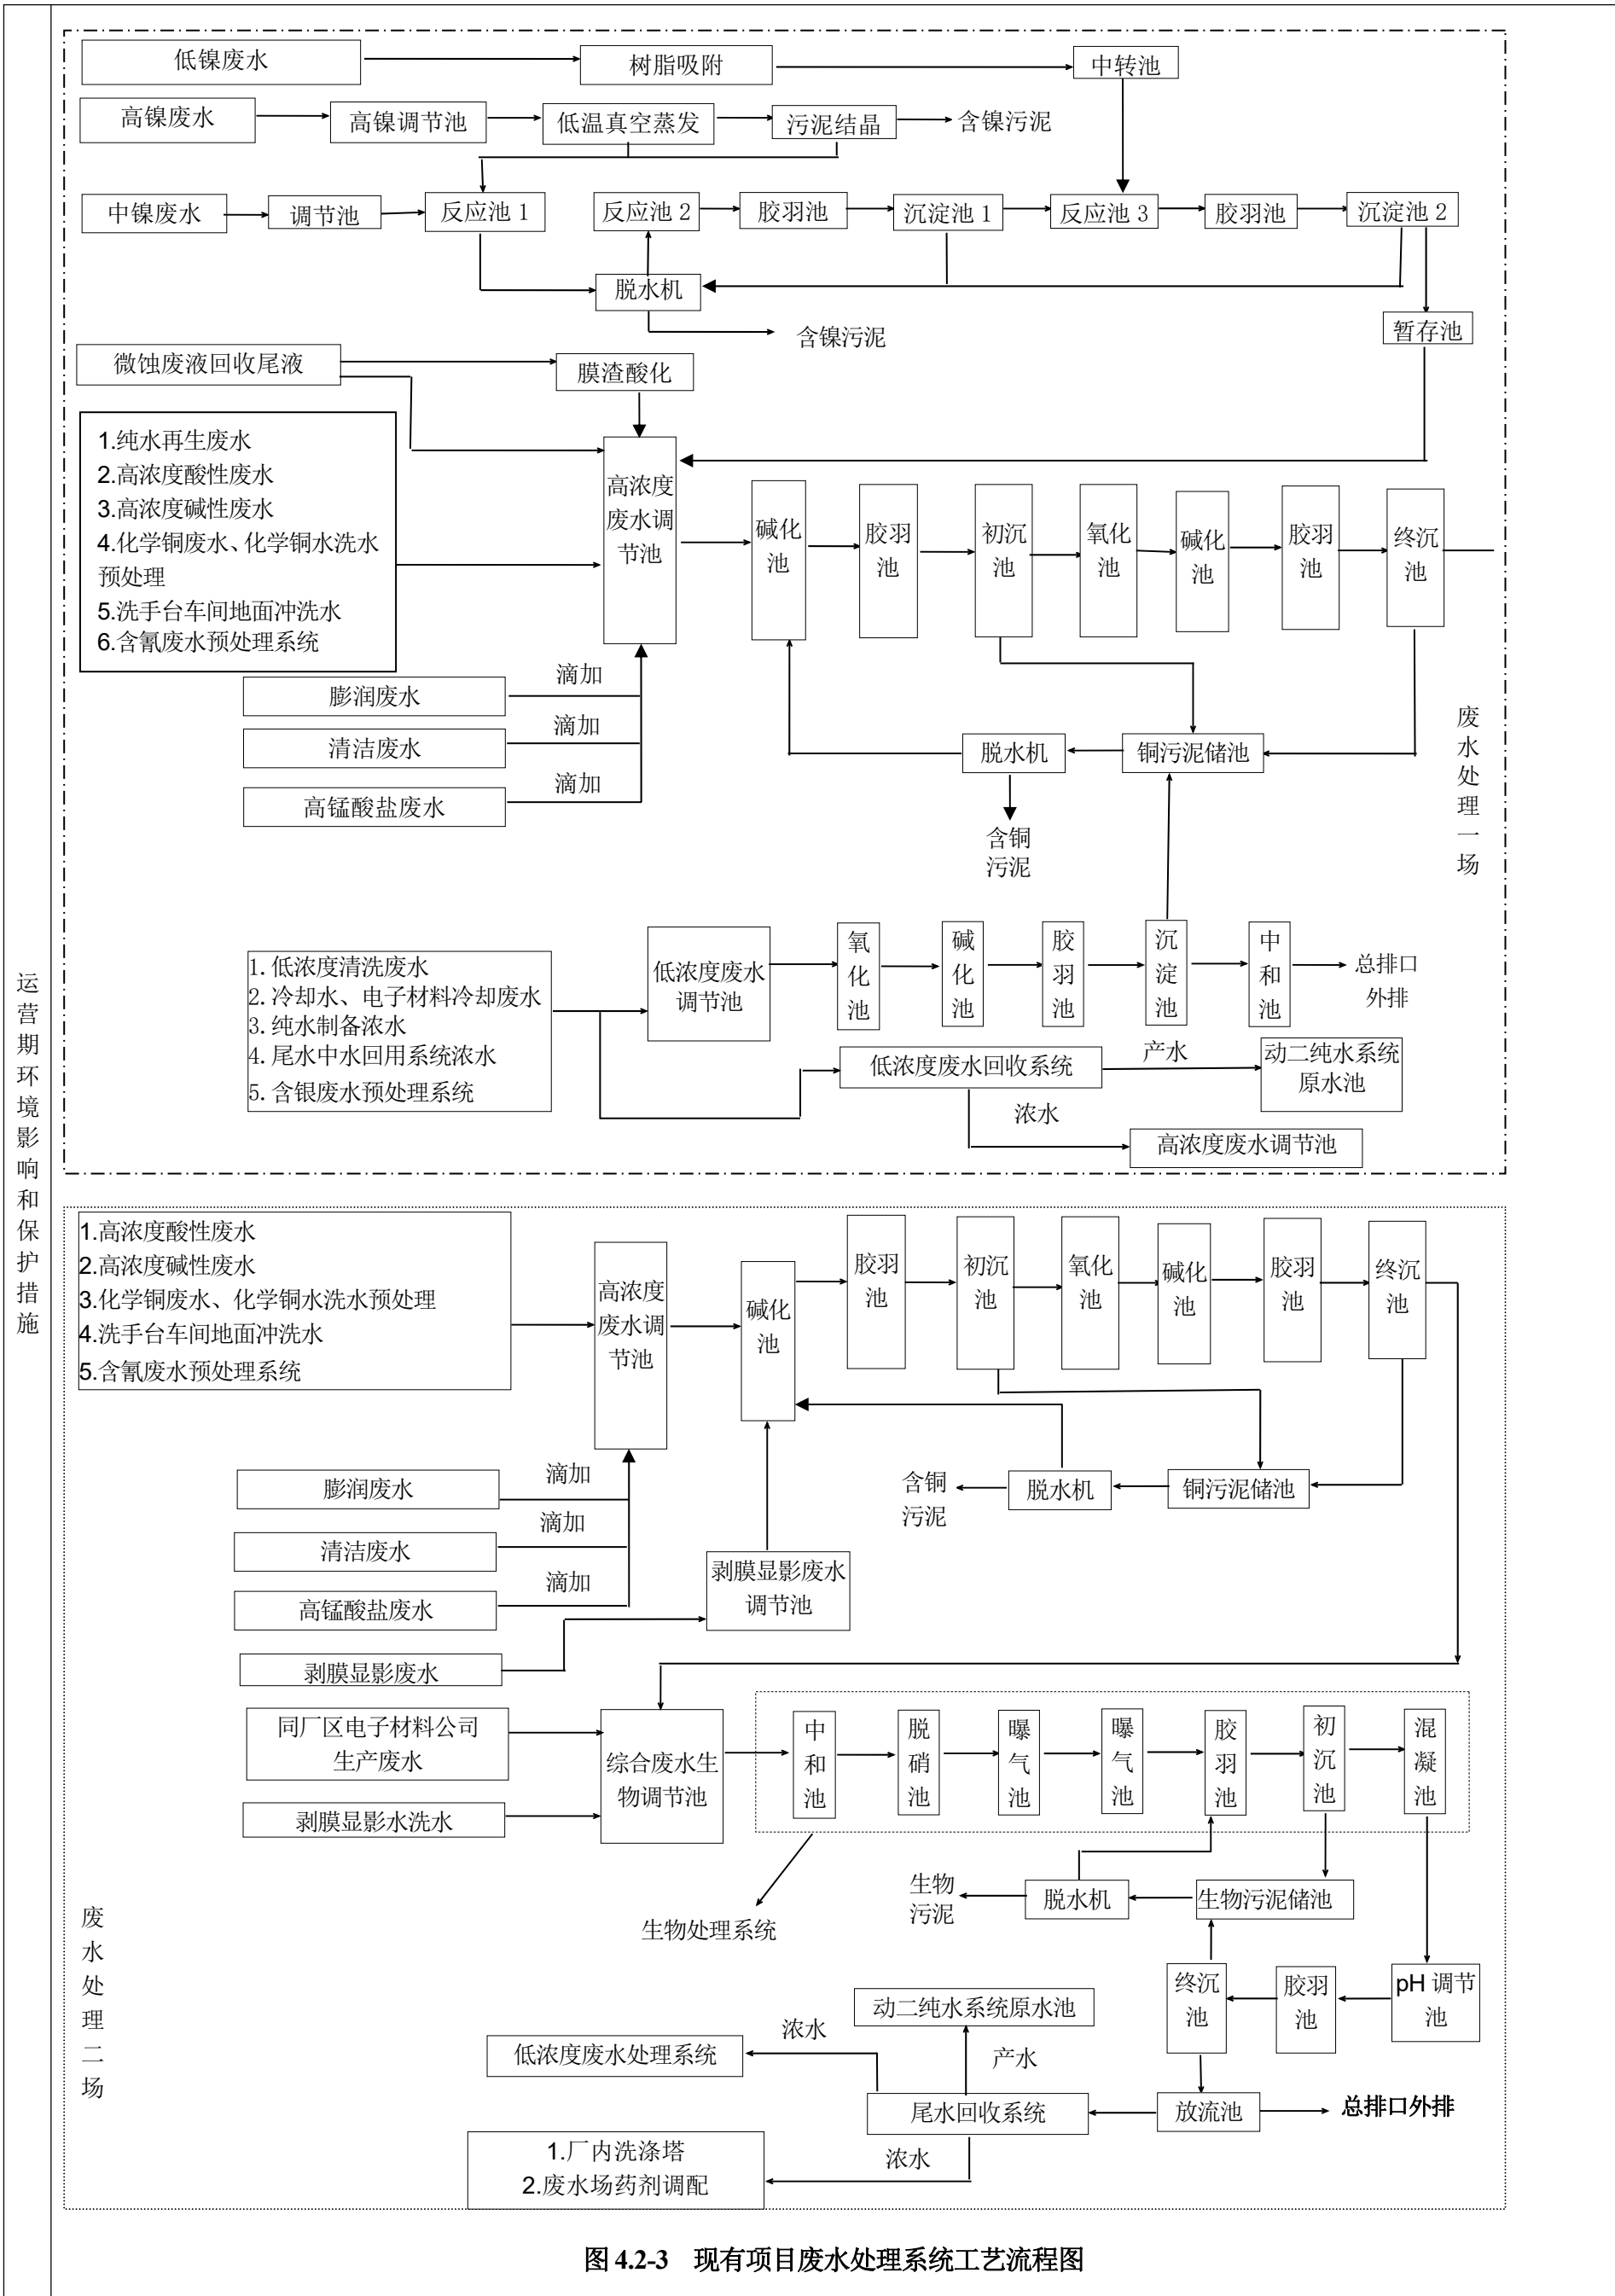 运营期环境影响和保护措施
低镍废水
树脂吸附
中转池
高镍废水
高镍调节池
低温真空蒸发
污泥结晶
含镍污泥
中镍废水
调节池
反应池 1
反应池 2
胶羽池
沉淀池 1
反应池 3
胶羽池
沉淀池 2
脱水机
含镍污泥
暂存池
微蚀废液回收尾液
膜渣酸化
1.纯水再生废水
2.高浓度酸性废水
3.高浓度碱性废水
4.化学铜废水、化学铜水洗水
预处理
5.洗手台车间地面冲洗水
6.含氰废水预处理系统
高浓度
废水调
节池
碱化
池
胶羽
池
初沉
池
氧化
池
碱化
池
胶羽
池
终沉
池
膨润废水
滴加
清洁废水
滴加
高锰酸盐废水
滴加
脱水机
铜污泥储池
含铜
污泥
废水处理一场
1. 低浓度清洗废水
2. 冷却水、电子材料冷却废水
3. 纯水制备浓水
4. 尾水中水回用系统浓水
5. 含银废水预处理系统
低浓度废水
调节池
氧化池
碱化池
胶羽池
沉淀池
中和池
总排口
外排
低浓度废水回收系统
产水
动二纯水系统
原水池
浓水
高浓度废水调节池
1.高浓度酸性废水
2.高浓度碱性废水
3.化学铜废水、化学铜水洗水预处理
4.洗手台车间地面冲洗水
5.含氰废水预处理系统
高浓度
废水调
节池
碱化
池
胶羽
池
初沉
池
氧化
池
碱化
池
胶羽
池
终沉
池
膨润废水
滴加
清洁废水
滴加
高锰酸盐废水
滴加
含铜
污泥
脱水机
铜污泥储池
剥膜显影废水
调节池
剥膜显影废水
同厂区电子材料公司
生产废水
剥膜显影水洗水
综合废水生
物调节池
中和池
脱硝池
曝气池
曝气池
胶羽池
初沉池
混凝池
生物处理系统
生物
污泥
脱水机
生物污泥储池
废水处理二场
终沉
池
胶羽
池
pH 调节
池
动二纯水系统原水池
浓水
低浓度废水处理系统
产水
尾水回收系统
放流池
总排口外排
1.厂内洗涤塔
2.废水场药剂调配
浓水
图 4.2-3 现有项目废水处理系统工艺流程图